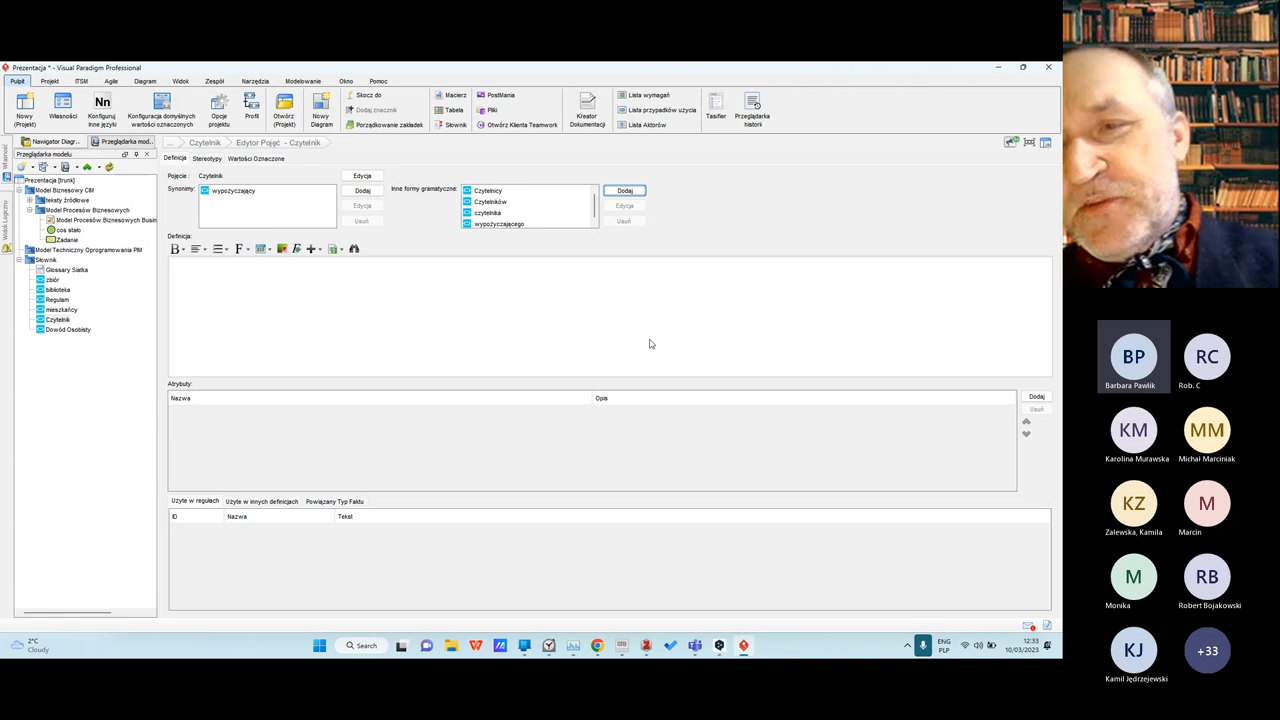 Prezentacja * - Visual Paradigm Professional
Pulpit Projekt ITSM Agile Diagram Widok Zespół Narzędzia Modelowanie Okno Pomoc
Nowy (Projekt)
Własności
Nn
Konfiguruj Inne języki
Konfiguracja domyślnych wartości oznaczonych
Opcje projektu
Profil
Otwórz (Projekt)
Nowy Diagram
Skocz do
Dodaj znacznik
Porządkowanie zakładek
Macierz
Tabela
Słownik
PostMania
Pliki
Otwórz Klienta Teamwork
Kreator Dokumentacji
Lista wymagań
Lista przypadków użycia
Lista Aktorów
Tasifier
Przeglądarka historii
Nawigator Diagr...
Przeglądarka mod...
... Czytelnik Edytor Pojęć - Czytelnik
Własność
Widok Logiczny
Przeglądarka modelu
Prezentacja [trunk]
Model Biznesowy CIM
teksty źródłowe
Model Procesów Biznesowych
Model Procesów Biznesowych Busin
coś stało
Zadanie
Model Techniczny Oprogramowania PIM
Słownik
Glossary Siatka
zbiór
biblioteka
Regulam
mieszkańcy
Czytelnik
Dowód Osobisty
Definicja Stereotypy Wartości Oznaczone
Pojęcie : Czytelnik Edycja
Synonimy: wypożyczający Dodaj
Edycja
Usuń
Inne formy gramatyczne: Czytelnicy
Czytelników
czytelnika
wypożyczającego
Dodaj
Edycja
Usuń
Definicja:
B F
Atrybuty:
Nazwa Opis
Dodaj
Usuń
Użyte w regułach Użyte w innych definicjach Powiązany Typ Faktu
ID Nazwa Tekst
2°C
Cloudy
Search
ENG
PLP
12:33
10/03/2023
BP
Barbara Pawlik
RC
Rob. C
KM
Karolina Murawska
MM
Michał Marciniak
KZ
Zalewska, Kamila
M
Marcin
M
Monika
RB
Robert Bojakowski
KJ
Kamil Jędrzejewski
+33